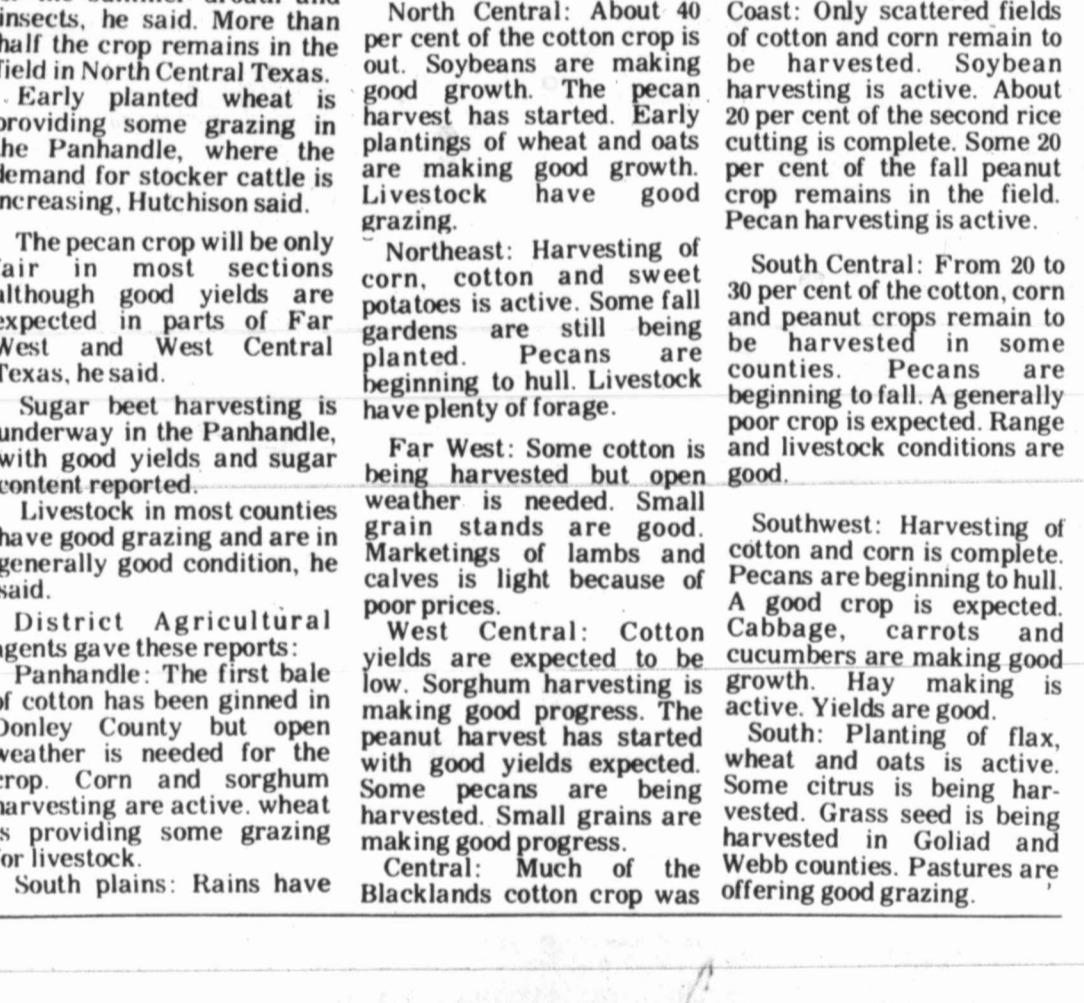 insects, he said. More than
half the crop remains in the
field in North Central Texas.
Early planted wheat is
providing some grazing in
the Panhandle, where the
demand for stocker cattle is
increasing, Hutchison said.
The pecan crop will be only
fair in most sections
although good yields are
expected in parts of Far
West and West Central
Texas, he said.
Sugar beet harvesting is
underway in the Panhandle,
with good yields and sugar
content reported.
Livestock in most counties
have good grazing and are in
generally good condition, he
said.
District Agricultural
agents gave these reports:
Panhandle: The first bale
of cotton has been ginned in
Donley County but open
weather is needed for the
crop. Corn and sorghum
harvesting are active. wheat
is providing some grazing
for livestock.
South plains: Rains have
North Central: About 40
per cent of the cotton crop is
out. Soybeans are making
good growth. The pecan
harvest has started. Early
plantings of wheat and oats
are making good growth.
Livestock have good
grazing.
Northeast: Harvesting of
corn, cotton and sweet
potatoes is active. Some fall
gardens are still being
planted. Pecans are
beginning to hull. Livestock
have plenty of forage.
Far West: Some cotton is
being harvested but open
weather is needed. Small
grain stands are good.
Marketings of lambs and
calves is light because of
poor prices.
West Central: Cotton
yields are expected to be
low. Sorghum harvesting is
making good progress. The
peanut harvest has started
with good yields expected.
Some pecans are being
harvested. Small grains are
making good progress.
Central: Much of the
Blacklands cotton crop was
Coast: Only scattered fields
of cotton and corn remain to
be harvested. Soybean
harvesting is active. About
20 per cent of the second rice
cutting is complete. Some 20
per cent of the fall peanut
crop remains in the field.
Pecan harvesting is active.
South Central: From 20 to
30 per cent of the cotton, corn
and peanut crops remain to
be harvested in some
counties. Pecans are
beginning to fall. A generally
poor crop is expected. Range
and livestock conditions are
good.
Southwest: Harvesting of
cotton and corn is complete.
Pecans are beginning to hull.
A good crop is expected.
Cabbage, carrots and
cucumbers are making good
growth. Hay making is
active. Yields are good.
South: Planting of flax,
wheat and oats is active.
Some citrus is being har-
vested. Grass seed is being
harvested in Goliad and
Webb counties. Pastures are
offering good grazing.